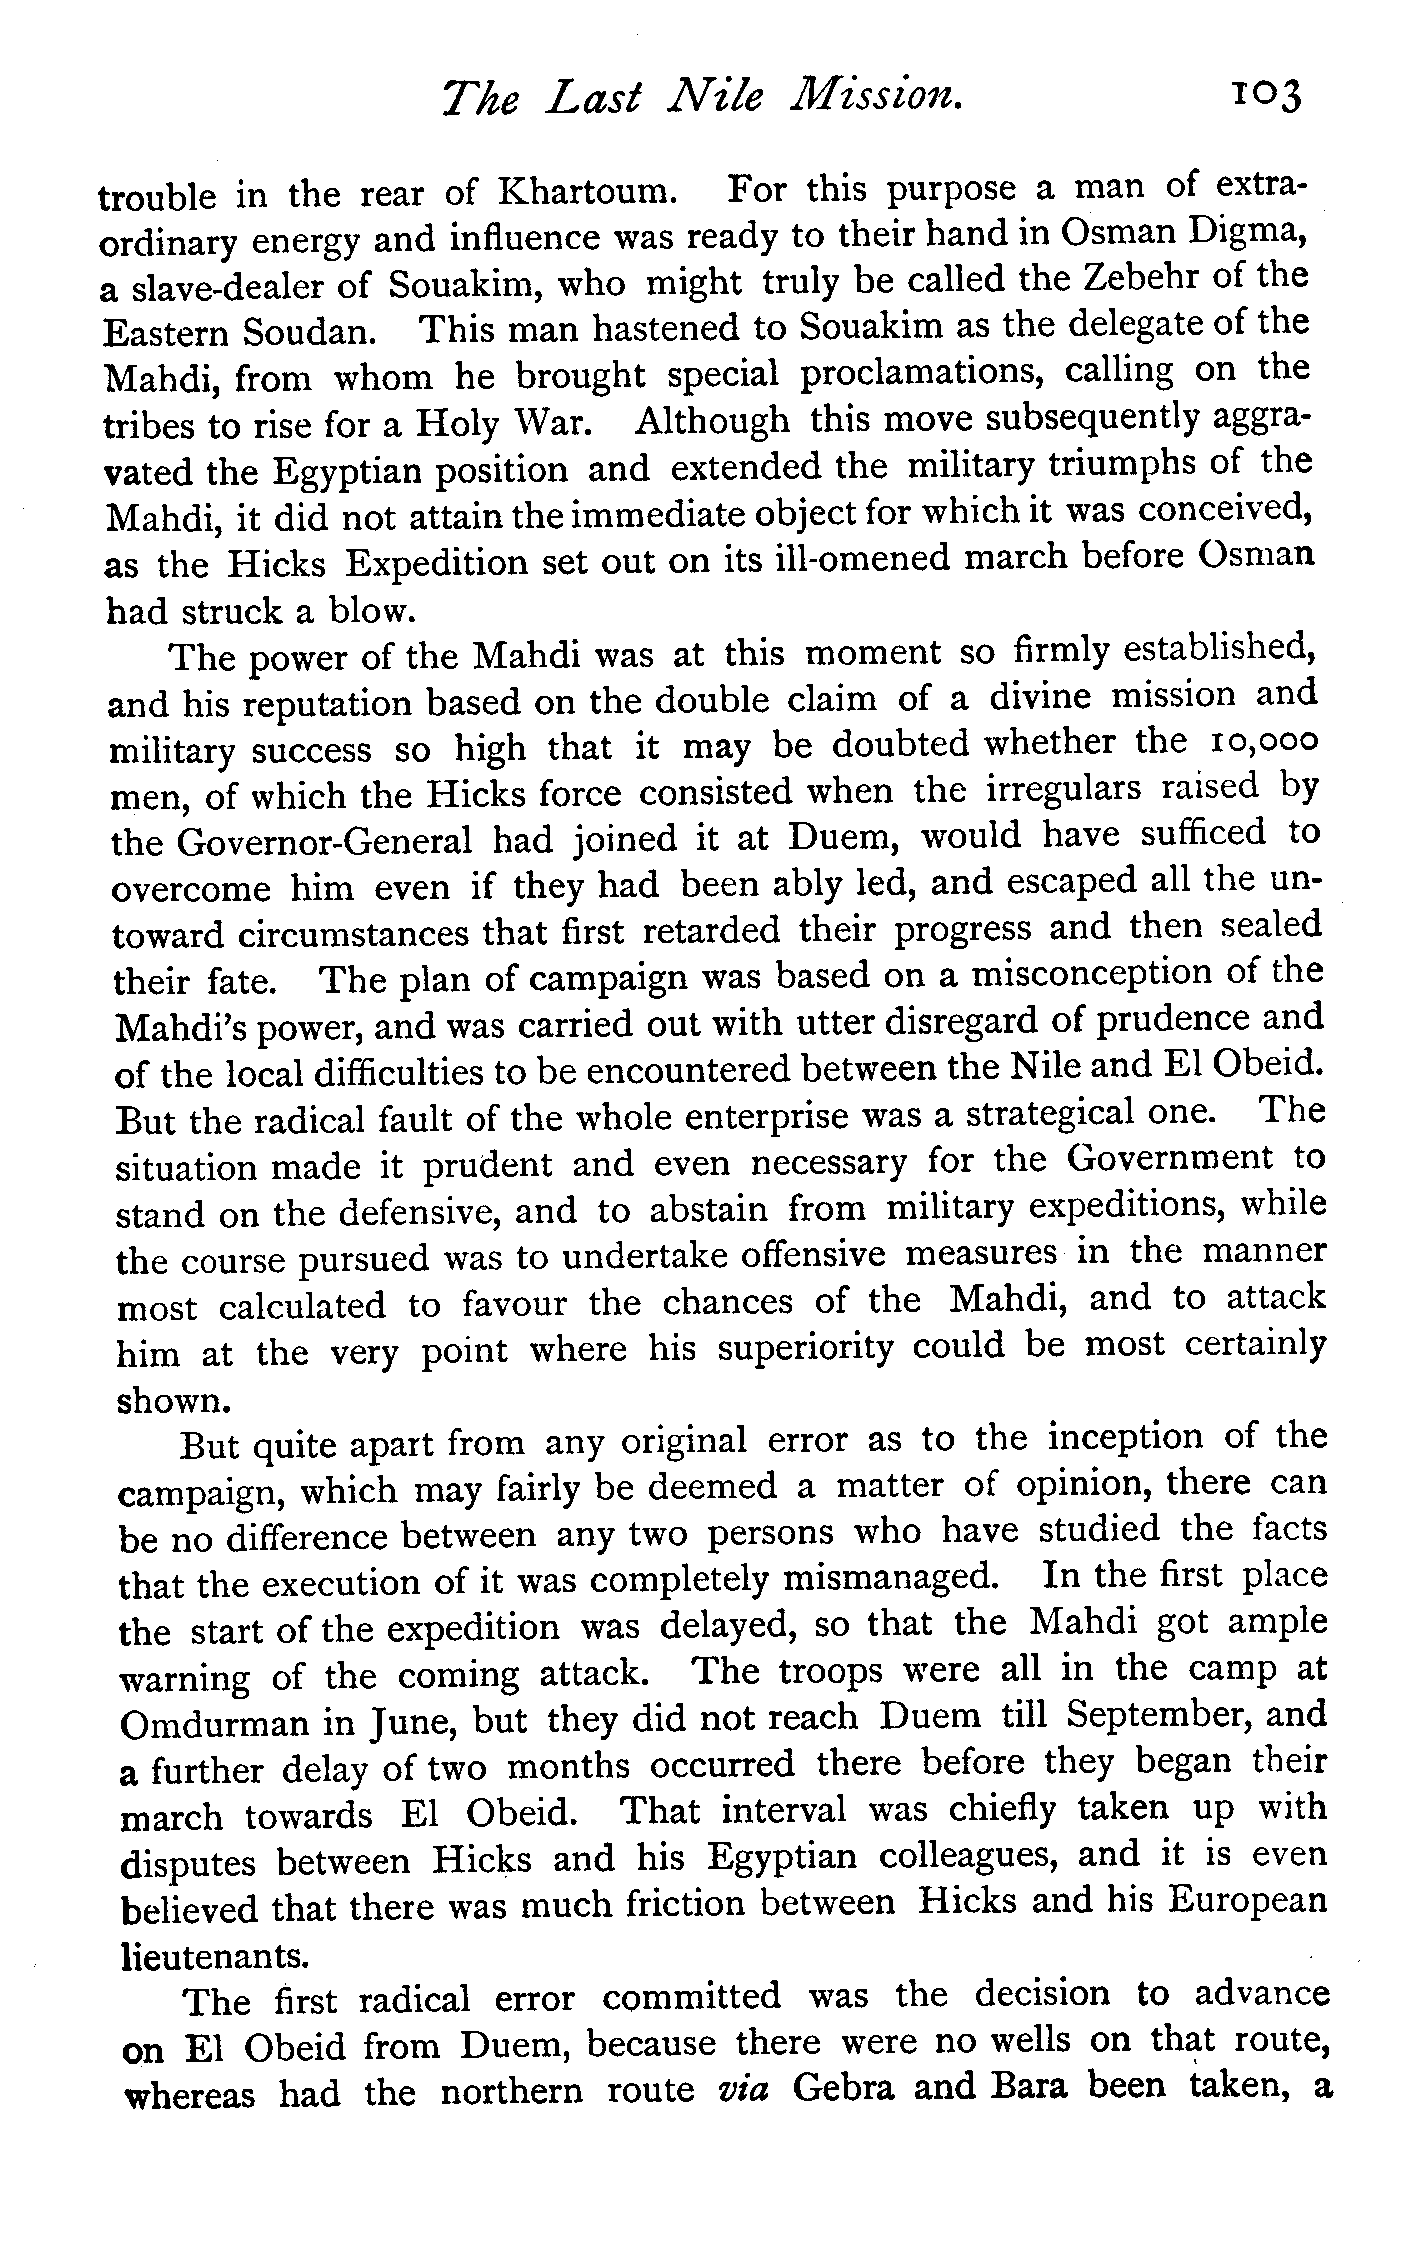 The Last Nile Mission. 103
trouble in the rear of Khartoum. For this purpose a man of extra-
ordinary energy and influence was ready to their hand in Osman Digma,
a slave-dealer of Souakim, who might truly be called the Zebehr of the
Eastern Soudan. This man hastened to Souakim as the delegate of the
Mahdi, from whom he brought special proclamations, calling on the
tribes to rise for a Holy War. Although this move subsequently aggra-
vated the Egyptian position and extended the military triumphs of the
Mahdi, it did not attain the immediate object for which it was conceived,
as the Hicks Expedition set out on its ill-omened march before Osman
had struck a blow.
The power of the Mahdi was at this moment so firmly established,
and his reputation based on the double claim of a divine mission and
military success so high that it may be doubted whether the 10,000
men, of which the Hicks force consisted when the irregulars raised by
the Governor-General had joined it at Duem, would have sufficed to
overcome him even if they had been ably led, and escaped all the un-
toward circumstances that first retarded their progress and then sealed
their fate. The plan of campaign was based on a misconception of the
Mahdi's power, and was carried out with utter disregard of prudence and
of the local difficulties to be encountered between the Nile and El Obeid.
But the radical fault of the whole enterprise was a strategical one. The
situation made it prudent and even necessary for the Government to
stand on the defensive, and to abstain from military expeditions, while
the course pursued was to undertake offensive measures in the manner
most calculated to favour the chances of the Mahdi, and to attack
him at the very point where his superiority could be most certainly
shown.
But quite apart from any original error as to the inception of the
campaign, which may fairly be deemed a matter of opinion, there can
be no difference between any two persons who have studied the facts
that the execution of it was completely mismanaged. In the first place
the start of the expedition was delayed, so that the Mahdi got ample
warning of the coming attack. The troops were all in the camp at
Omdurman in June, but they did not reach Duem till September, and
a further delay of two months occurred there before they began their
march towards El Obeid. That interval was chiefly taken up with
disputes between Hicks and his Egyptian colleagues, and it is even
believed that there was much friction between Hicks and his European
lieutenants.
The first radical error committed was the decision to advance
on El Obeid from Duem, because there were no wells on that route,
whereas had the northern route via Gebra and Bara been taken, a